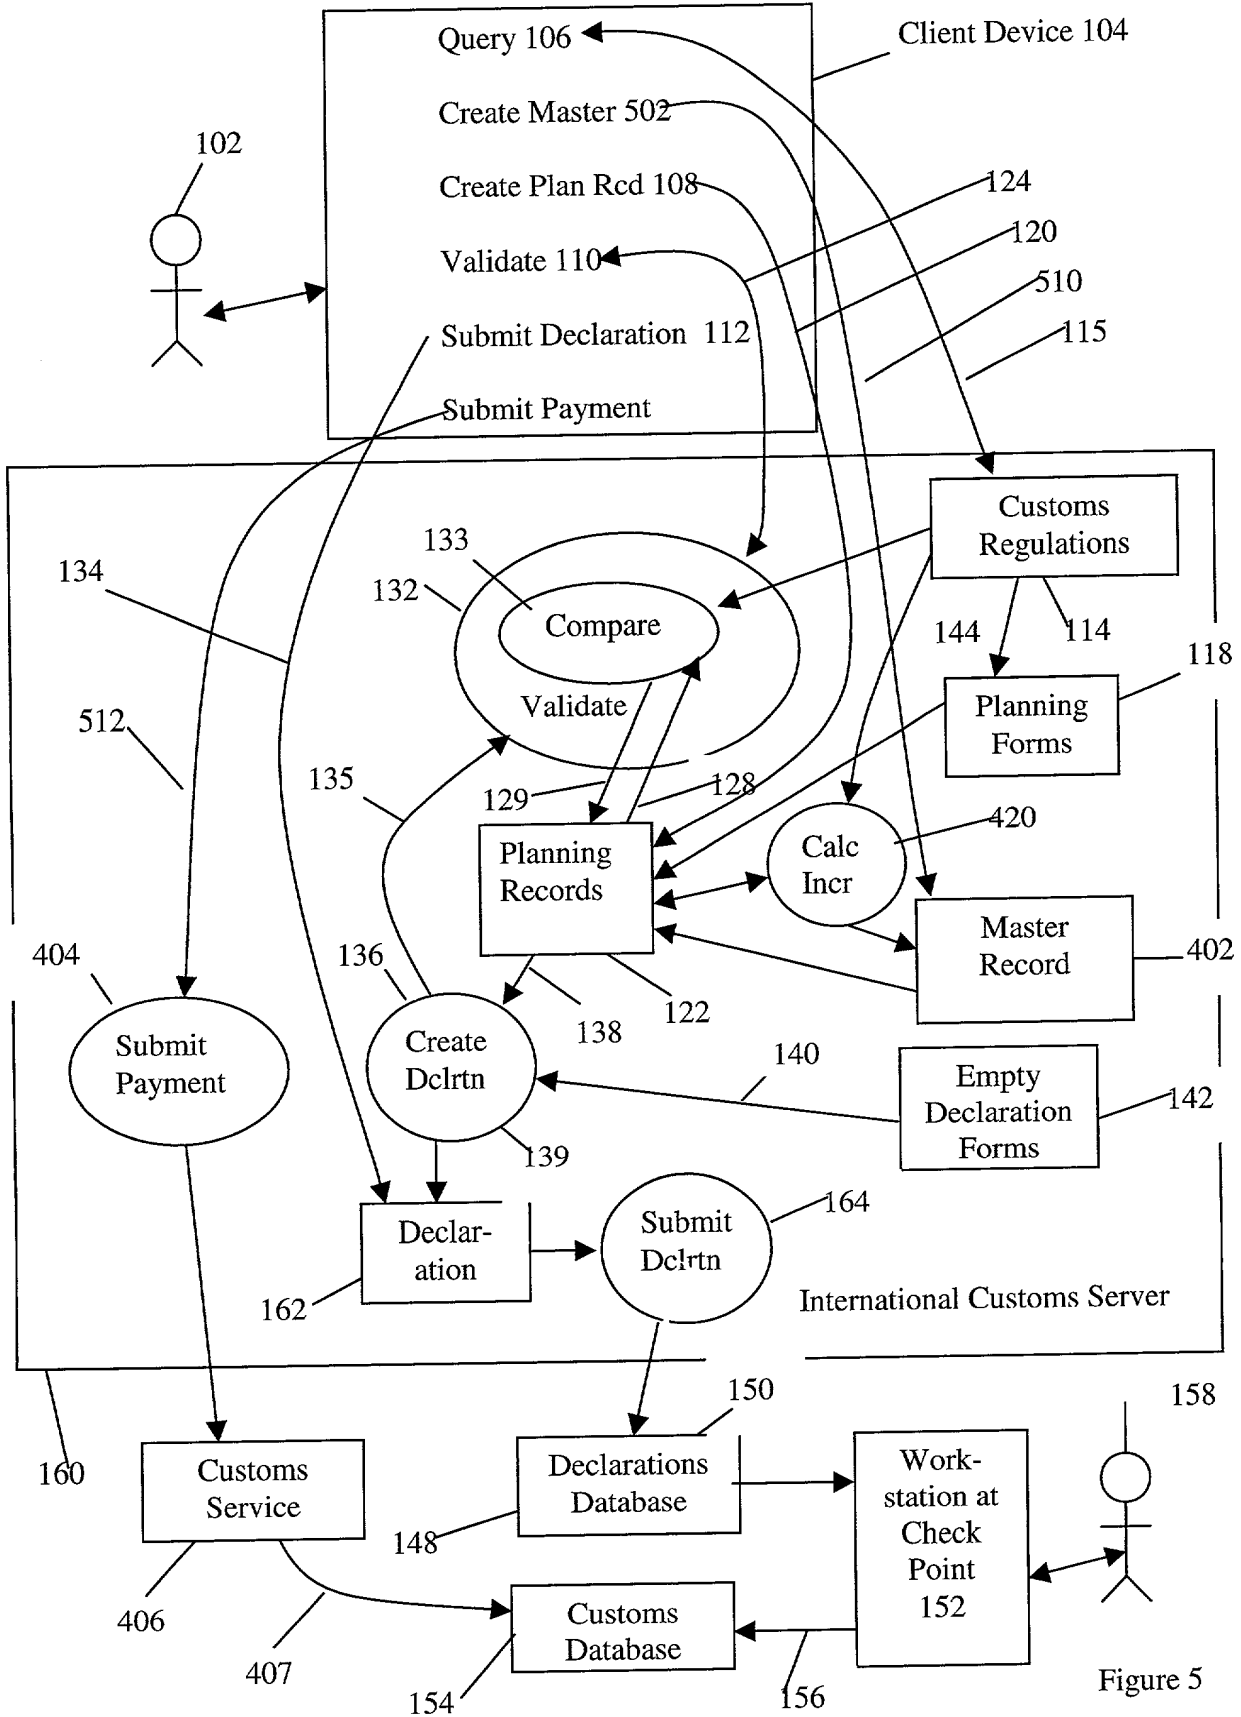 Query 106
Client Device 104
Create Master 502
102
Create Plan Rcd 108
124
120
Validate 110
510
Submit Declaration 112
115
Submit Payment
Customs
Regulations
133
134
132
Compare
144
114
118
Validate
Planning
Forms
512
135
129
128
420
Planning
Records
Calc
Incr
Master
Record
402
404
136
122
138
Submit
Payment
Create
Dclrtn
140
Empty
Declaration
Forms
142
139
164
Declar-
ation
Submit
Dclrtn
162
International Customs Server
150
158
160
Customs
Service
Declarations
Database
Work-
station at
Check
Point
152
148
406
Customs
Database
407
154
156
Figure 5